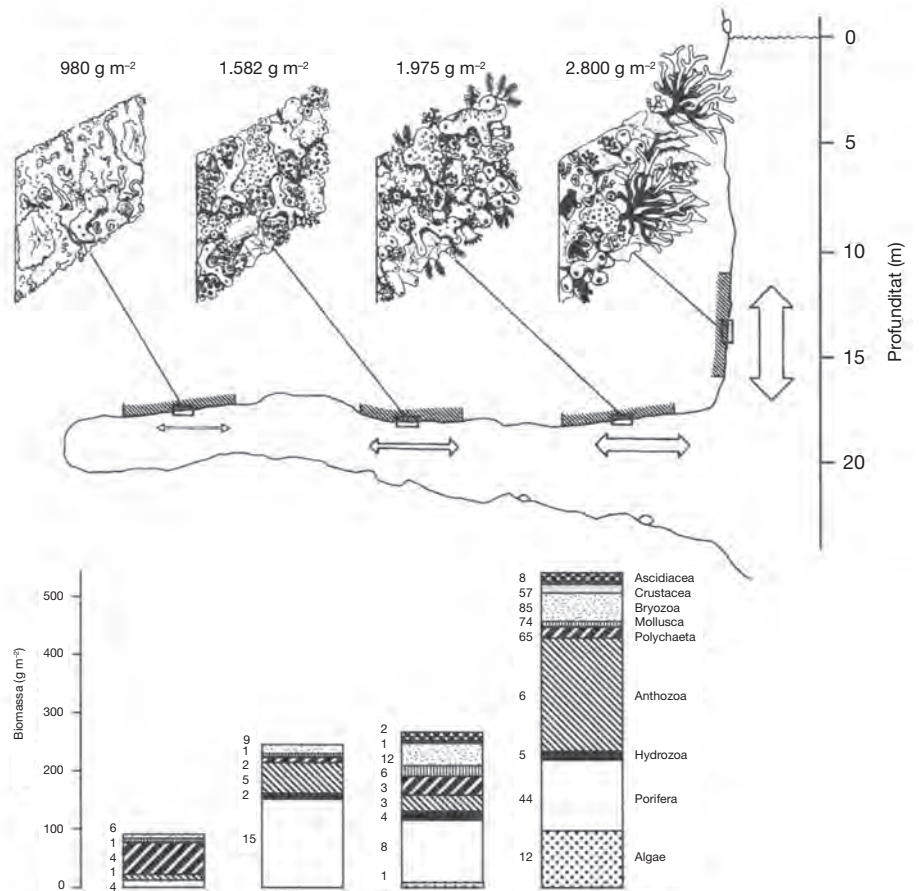 980 g m⁻²
1.582 g m⁻²
1.975 g m⁻²
2.800 g m⁻²
0
5
10
15
20
Profunditat (m)
Biomassa (g m⁻²)
500
400
300
200
100
0
6
1
4
1
4
9
1
2
5
2
15
2
1
12
6
3
3
4
8
1
8 Ascidiacea
57 Crustacea
85 Bryozoa
74 Mollusca
65 Polychaeta
6 Anthozoa
5 Hydrozoa
44 Porifera
12 Algae